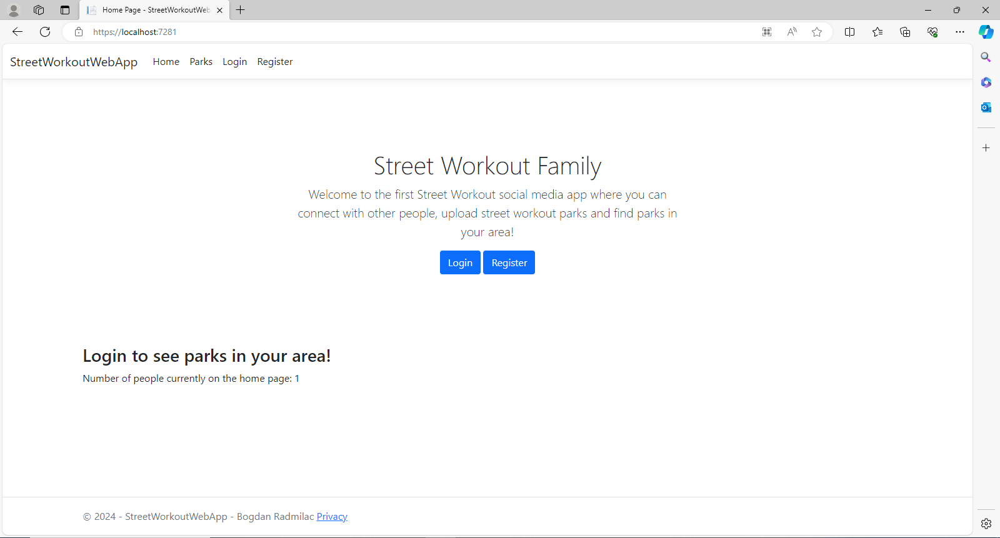 Home Page - StreetWorkoutWeb
https://localhost:7281
StreetWorkoutWebApp Home Parks Login Register
Street Workout Family
Welcome to the first Street Workout social media app where you can
connect with other people, upload street workout parks and find parks in
your area!
Login Register
Login to see parks in your area!
Number of people currently on the home page: 1
© 2024 - StreetWorkoutWebApp - Bogdan Radmilac Privacy